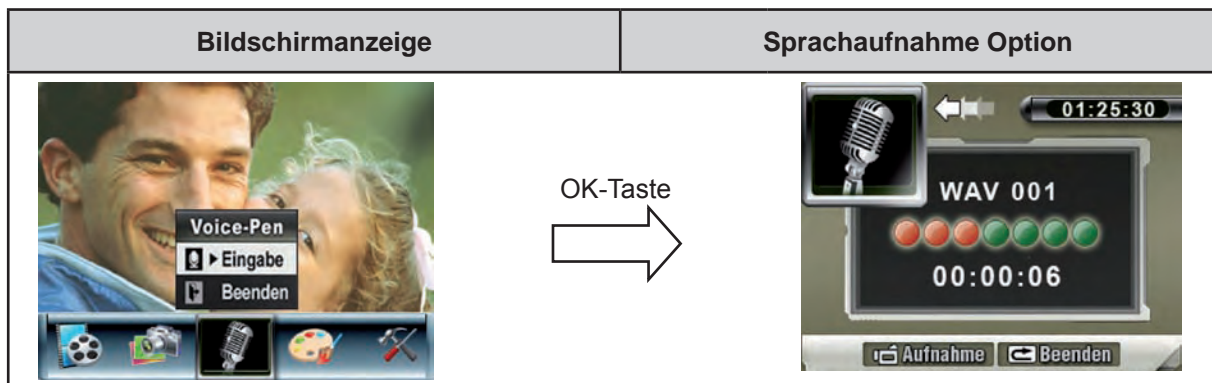 Bildschirmanzeige
Sprachaufnahme Option
Voice-Pen
Eingabe
Beenden
OK-Taste
01:25:30
WAV 001
00:00:06
Aufnahme Beenden